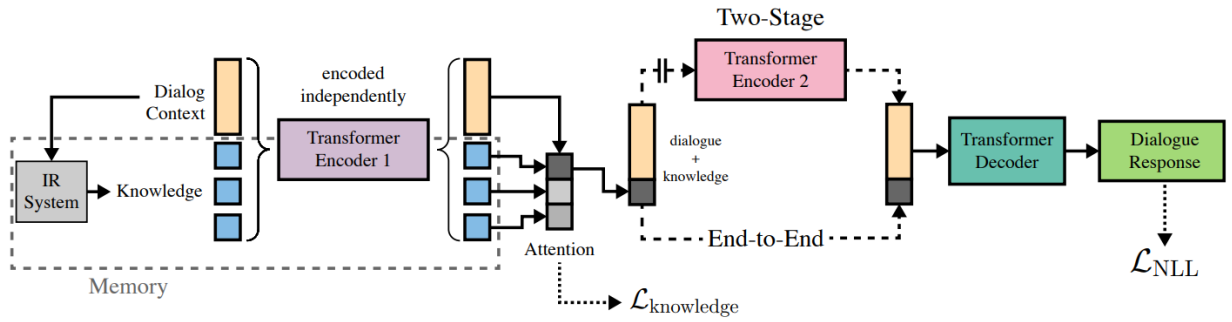 Two-Stage
Dialog
Context
encoded
independently
Transformer
Encoder 1
Transformer
Encoder 2
IR
System
Knowledge
dialogue
+
knowledge
Transformer
Decoder
Dialogue
Response
Attention
End-to-End
Memory
ℒknowledge
ℒNLL